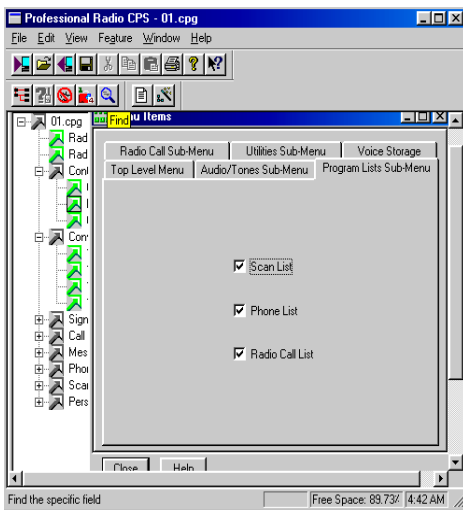 Professional Radio CPS - 01.cpg
File Edit View Feature Window Help
01.cpg
Find
nu Items
Rad
Rad
Radio Call Sub-Menu Utilities Sub-Menu Voice Storage
Con
Top Level Menu Audio/Tones Sub-Menu Program Lists Sub-Menu
Con
Scan List
Phone List
Radio Call List
Sign
Call
Mes
Pho
Scar
Pers
Close Help
Find the specific field Free Space: 89.73% 4:42 AM